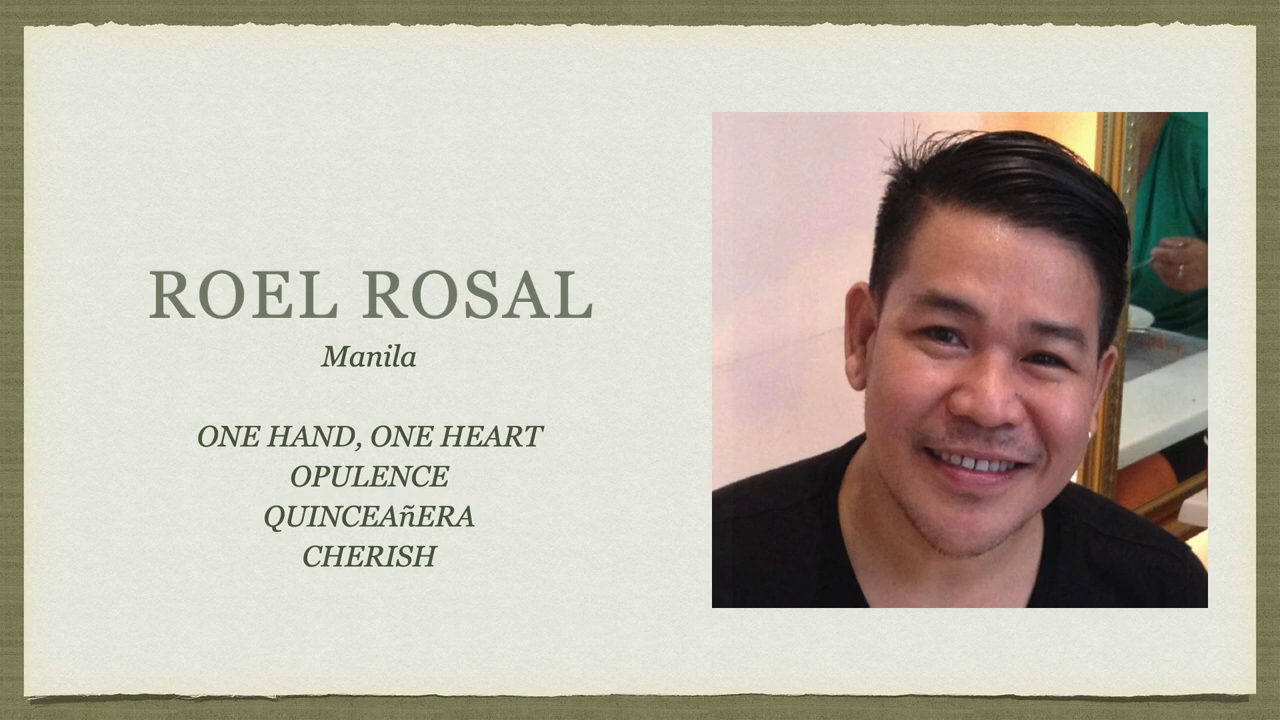 ROEL ROSAL
Manila
ONE HAND, ONE HEART
OPULENCE
QUINCEAñERA
CHERISH